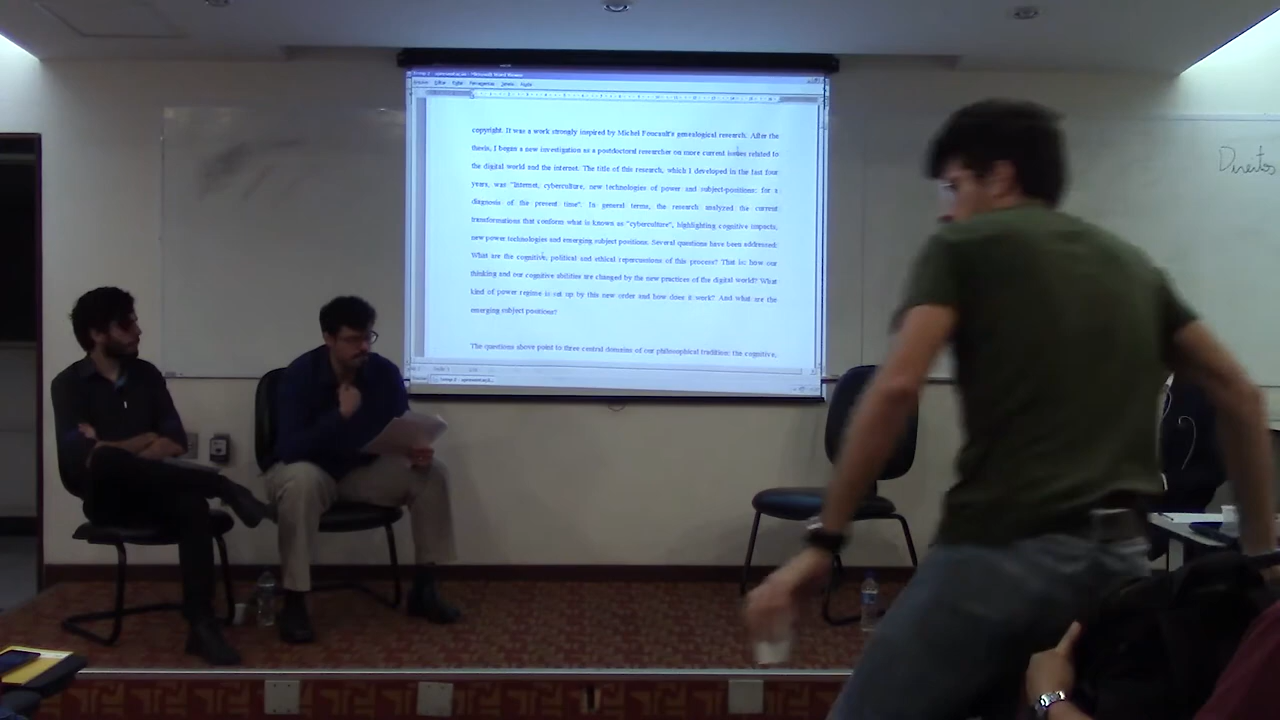 Microsoft Word Viewer
copyright. It was a work strongly inspired by Michel Foucault's genealogical research. After the
thesis, I began a new investigation as a postdoctoral researcher on more current issues related to
the digital world and the internet. The title of this research, which I developed in the last four
years, was "Internet, cyberculture, new technologies of power and subject-positions: for a
diagnosis of the present time". In general terms, the research analyzed the current
transformations that conform what is known as "cyberculture", highlighting cognitive impacts,
new power technologies and emerging subject positions. Several questions have been addressed:
What are the cognitive, political and ethical repercussions of this process? That is: how our
thinking and our cognitive abilities are changed by the new practices of the digital world? What
kind of power regime is set up by this new order and how does it work? And what are the
emerging subject positions?
The questions above point to three central domains of our philosophical tradition: the cognitive,
Direitos